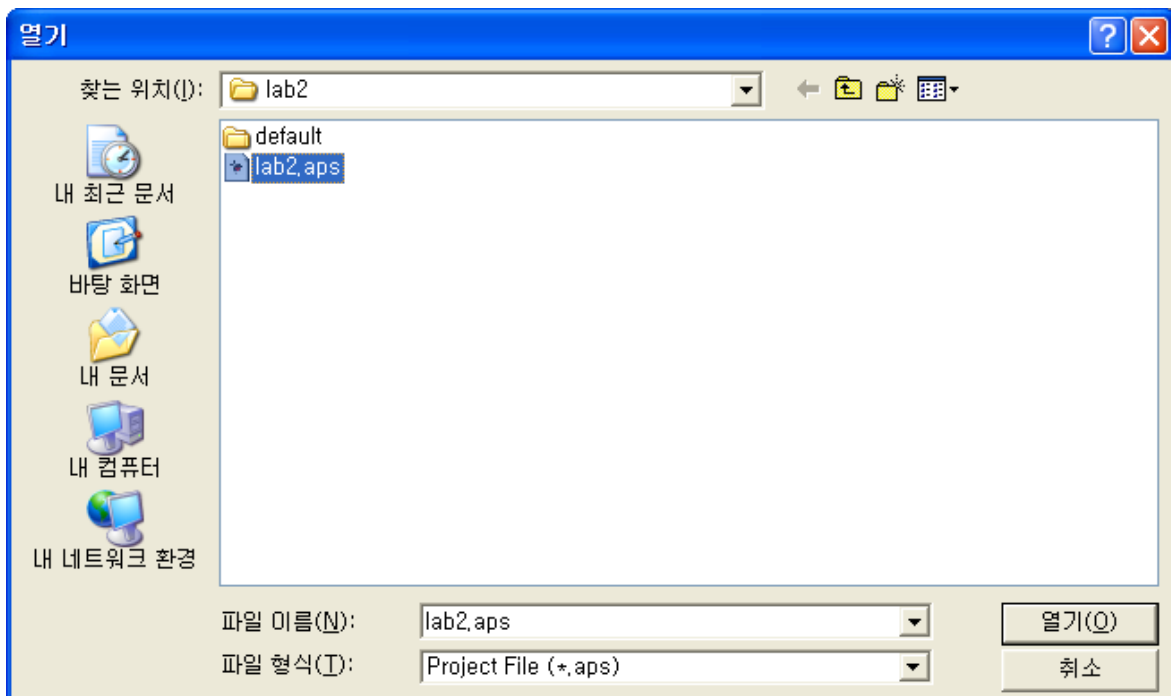 열기
찾는 위치(I): lab2
default
lab2.aps
내 최근 문서
바탕 화면
내 문서
내 컴퓨터
내 네트워크 환경
파일 이름(N): lab2.aps 열기(O)
파일 형식(T): Project File (*.aps) 취소